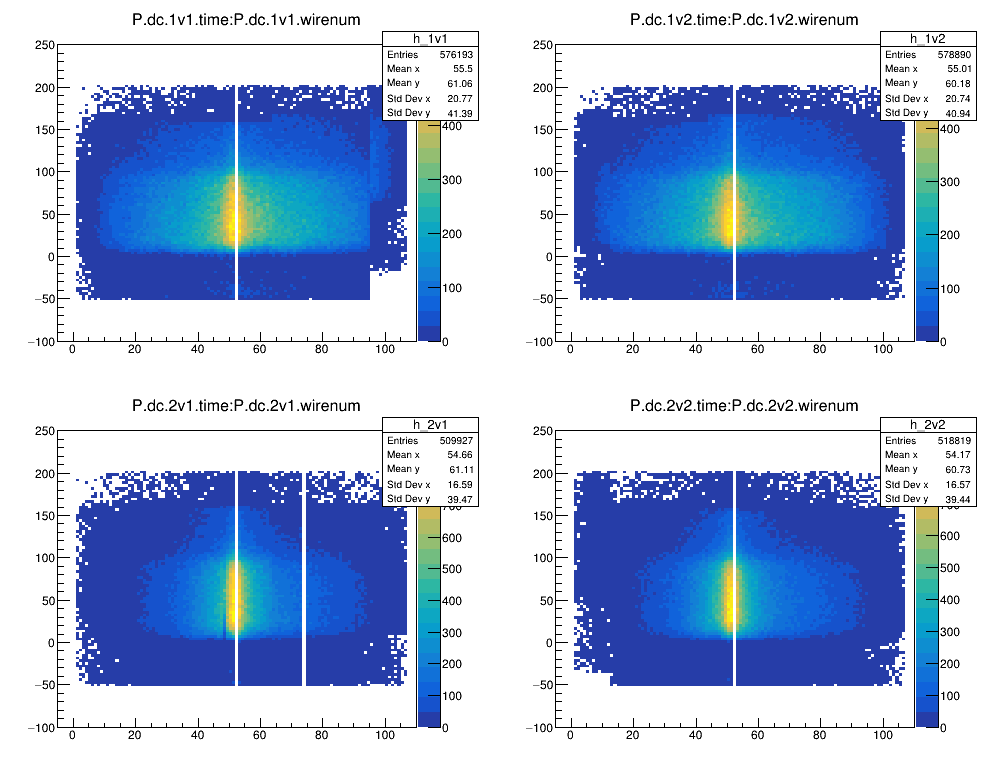 P.dc.1v1.time:P.dc.1v1.wirenum
h_1v1
Entries 576193
Mean x 55.5
Mean y 61.06
Std Dev x 20.77
Std Dev y 41.39
250
200
150
100
50
0
−50
−100
0 20 40 60 80 100
400
300
200
100
0
P.dc.1v2.time:P.dc.1v2.wirenum
h_1v2
Entries 578890
Mean x 55.01
Mean y 60.18
Std Dev x 20.74
Std Dev y 40.94
250
200
150
100
50
0
−50
−100
0 20 40 60 80 100
400
300
200
100
0
P.dc.2v1.time:P.dc.2v1.wirenum
h_2v1
Entries 509927
Mean x 54.66
Mean y 61.11
Std Dev x 16.59
Std Dev y 39.47
250
200
150
100
50
0
−50
−100
0 20 40 60 80 100
600
500
400
300
200
100
0
P.dc.2v2.time:P.dc.2v2.wirenum
h_2v2
Entries 518819
Mean x 54.17
Mean y 60.73
Std Dev x 16.57
Std Dev y 39.44
250
200
150
100
50
0
−50
−100
0 20 40 60 80 100
600
500
400
300
200
100
0